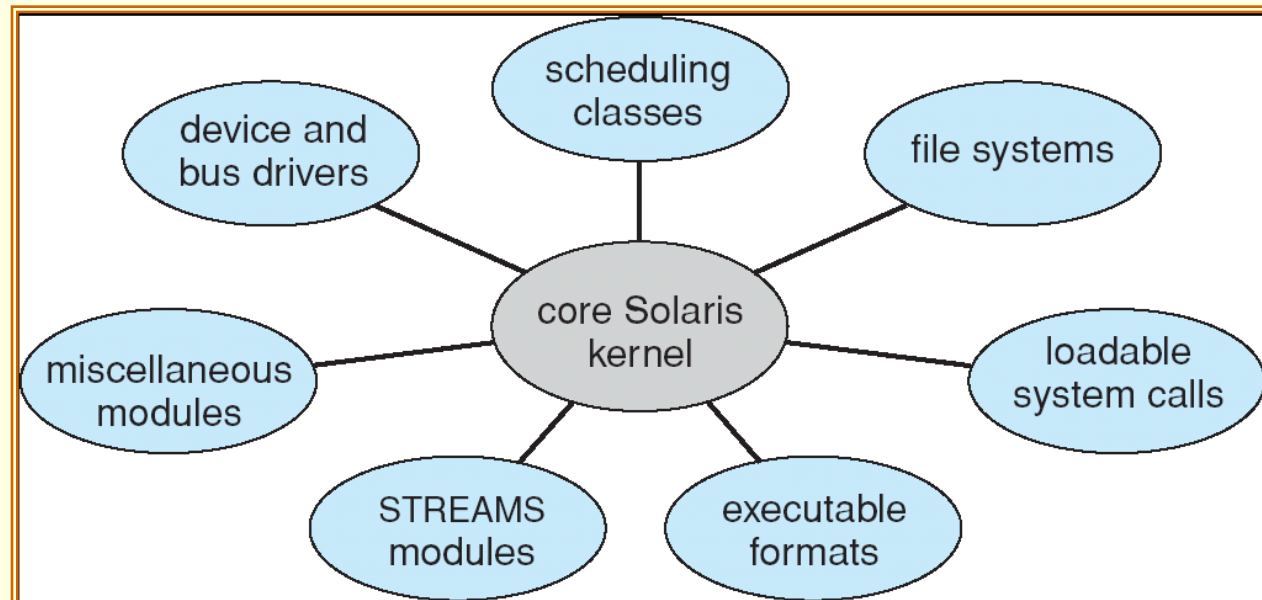 scheduling
classes
device and
bus drivers
file systems
core Solaris
kernel
miscellaneous
modules
loadable
system calls
STREAMS
modules
executable
formats